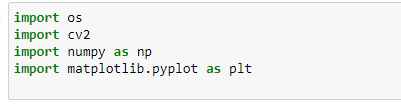 import os
import cv2
import numpy as np
import matplotlib.pyplot as plt